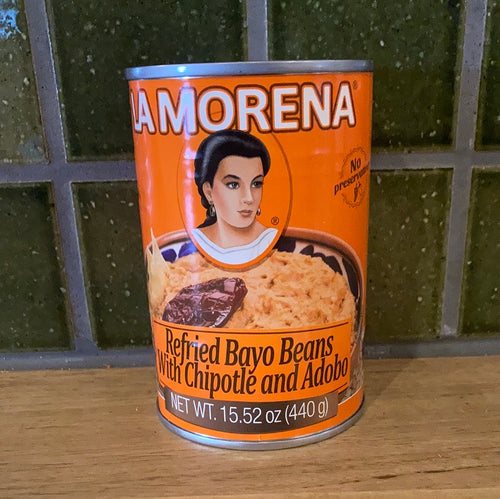 LA MORENA®
®
No
preservatives
Refried Bayo Beans
With Chipotle and Adobo
NET WT. 15.52 oz (440 g)